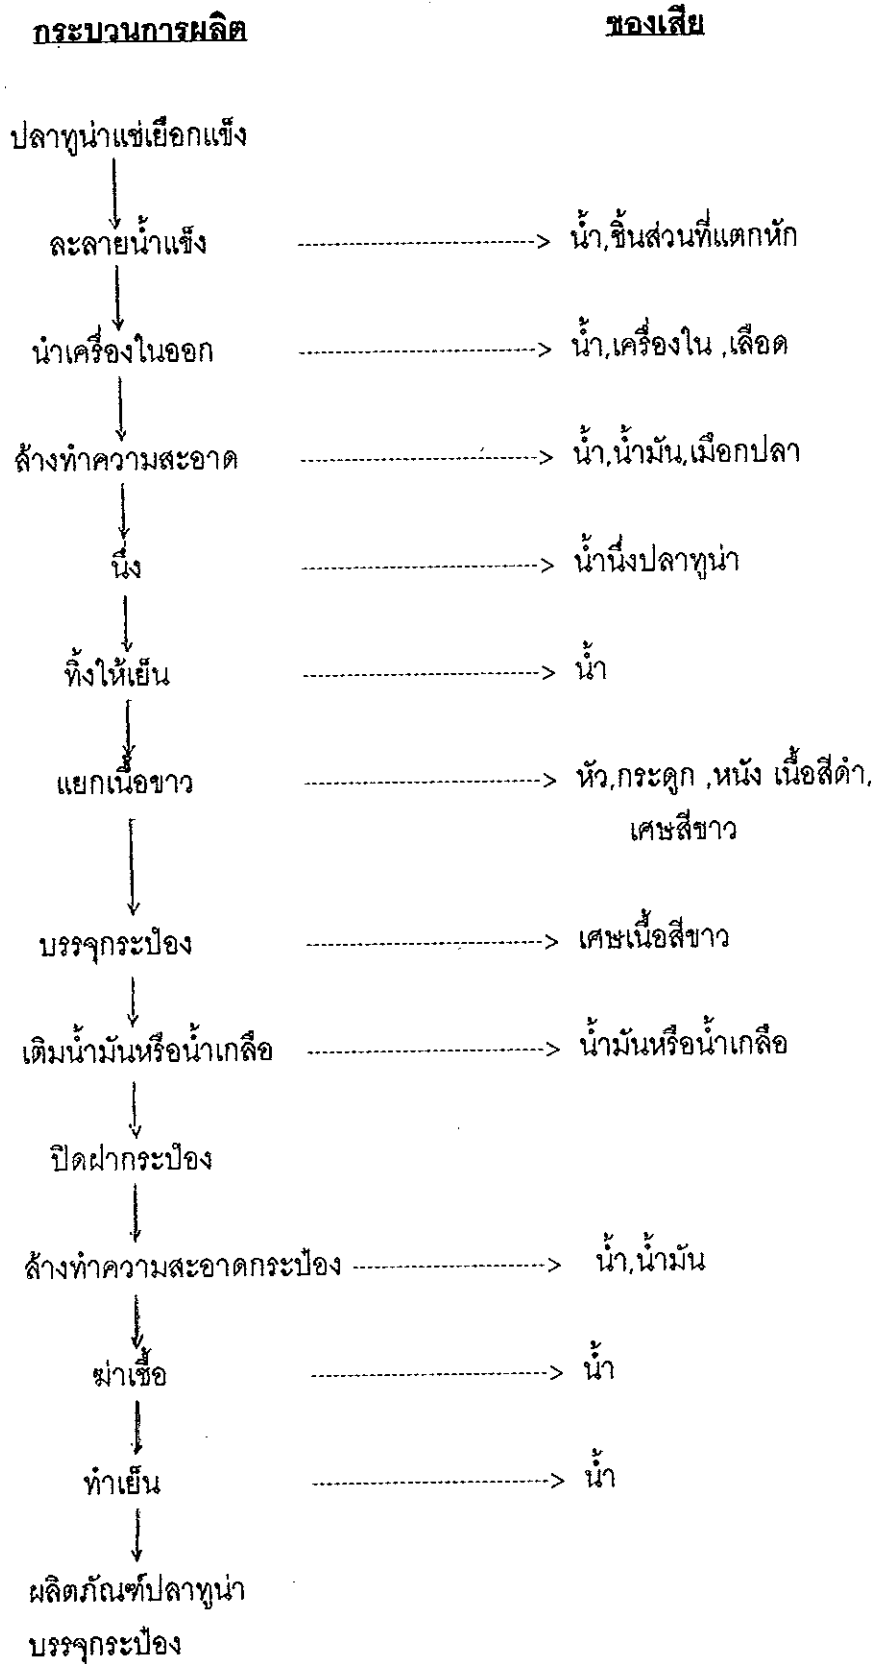 กระบวนการผลิต ของเสีย
ปลาทูน่าแช่เยือกแข็ง
ละลายน้ำแข็ง -----> น้ำ,ชิ้นส่วนที่แตกหัก
นำเครื่องในออก -----> น้ำ,เครื่องใน ,เลือด
ล้างทำความสะอาด -----> น้ำ,น้ำมัน,เมือกปลา
นึ่ง -----> น้ำนึ่งปลาทูน่า
ทิ้งให้เย็น -----> น้ำ
แยกเนื้อขาว -----> หัว,กระดูก ,หนัง เนื้อสีดำ,
เศษสีขาว
บรรจุกระป๋อง -----> เศษเนื้อสีขาว
เติมน้ำมันหรือน้ำเกลือ -----> น้ำมันหรือน้ำเกลือ
ปิดฝากระป๋อง
ล้างทำความสะอาดกระป๋อง -----> น้ำ,น้ำมัน
ฆ่าเชื้อ -----> น้ำ
ทำเย็น -----> น้ำ
ผลิตภัณฑ์ปลาทูน่า
บรรจุกระป๋อง